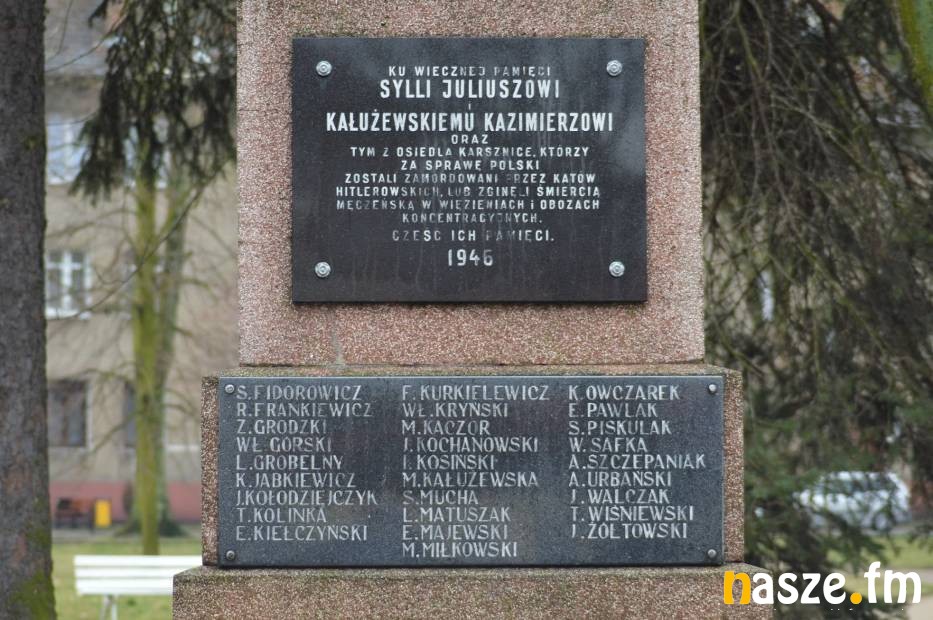 KU WIECZNEJ PAMIĘCI
SYLLI JULIUSZOWI
i
KAŁUŻEWSKIEMU KAZIMIERZOWI
ORAZ
TYM Z OSIEDLA KARSZNICE, KTÓRZY
ZA SPRAWĘ POLSKI
ZOSTALI ZAMORDOWANI PRZEZ KATÓW
HITLEROWSKICH, LUB ZGINĘLI ŚMIERCIĄ
MĘCZEŃSKĄ W WIĘZIENIACH i OBOZACH
KONCENTRACYJNYCH.
CZEŚĆ ICH PAMIĘCI.
1946
S. FIDOROWICZ
R. FRANKIEWICZ
Z. GRODZKI
WŁ. GÓRSKI
L. GROBELNY
K. JABKIEWICZ
J. KOŁODZIEJCZYK
T. KOLINKA
E. KIEŁCZYŃSKI
F. KURKIELEWICZ
WŁ. KRYŃSKI
M. KACZOR
J. KOCHANOWSKI
I. KOSIŃSKI
M. KAŁUŻEWSKA
S. MUCHA
L. MATUSZAK
E. MAJEWSKI
M. MIŁKOWSKI
K. OWCZAREK
E. PAWLAK
S. PISKULAK
W. SAFKA
A. SZCZEPANIAK
A. URBAŃSKI
J. WALCZAK
T. WIŚNIEWSKI
J. ŻÓŁTOWSKI
nasze.fm